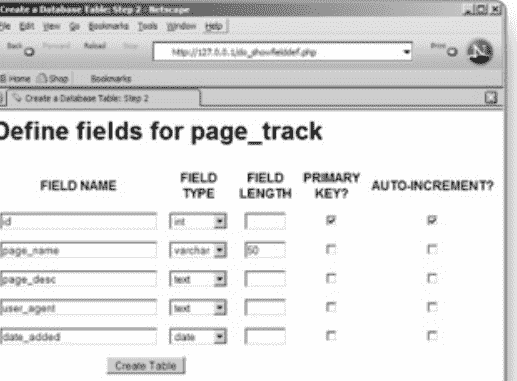 Create a Database Table: Step 2 - Netscape
File Edit View Go Bookmarks Tools Window Help
Back Forward Reload Stop http://127.0.0.1/do_showfielddef.php Print N
Home Shop Bookmarks
Create a Database Table: Step 2
Define fields for page_track
FIELD NAME FIELD TYPE FIELD LENGTH PRIMARY KEY? AUTO-INCREMENT?
id int
page_name varchar 50
page_desc text
user_agent text
date_added date
Create Table